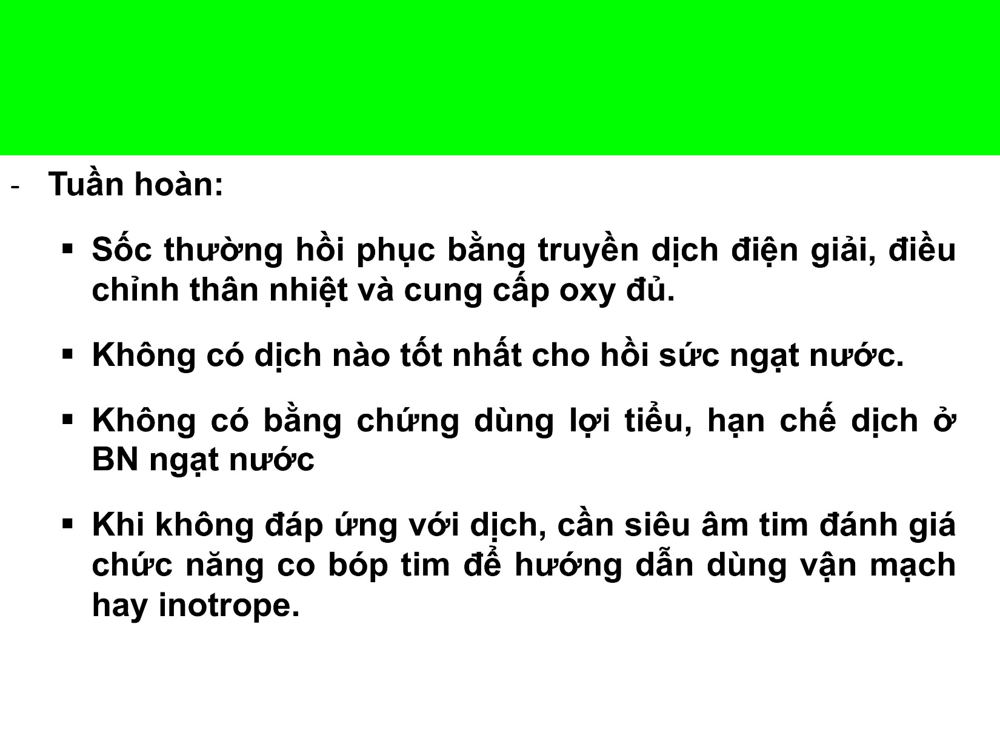 - Tuần hoàn:
▪ Sốc thường hồi phục bằng truyền dịch điện giải, điều
chỉnh thân nhiệt và cung cấp oxy đủ.
▪ Không có dịch nào tốt nhất cho hồi sức ngạt nước.
▪ Không có bằng chứng dùng lợi tiểu, hạn chế dịch ở
BN ngạt nước
▪ Khi không đáp ứng với dịch, cần siêu âm tim đánh giá
chức năng co bóp tim để hướng dẫn dùng vận mạch
hay inotrope.